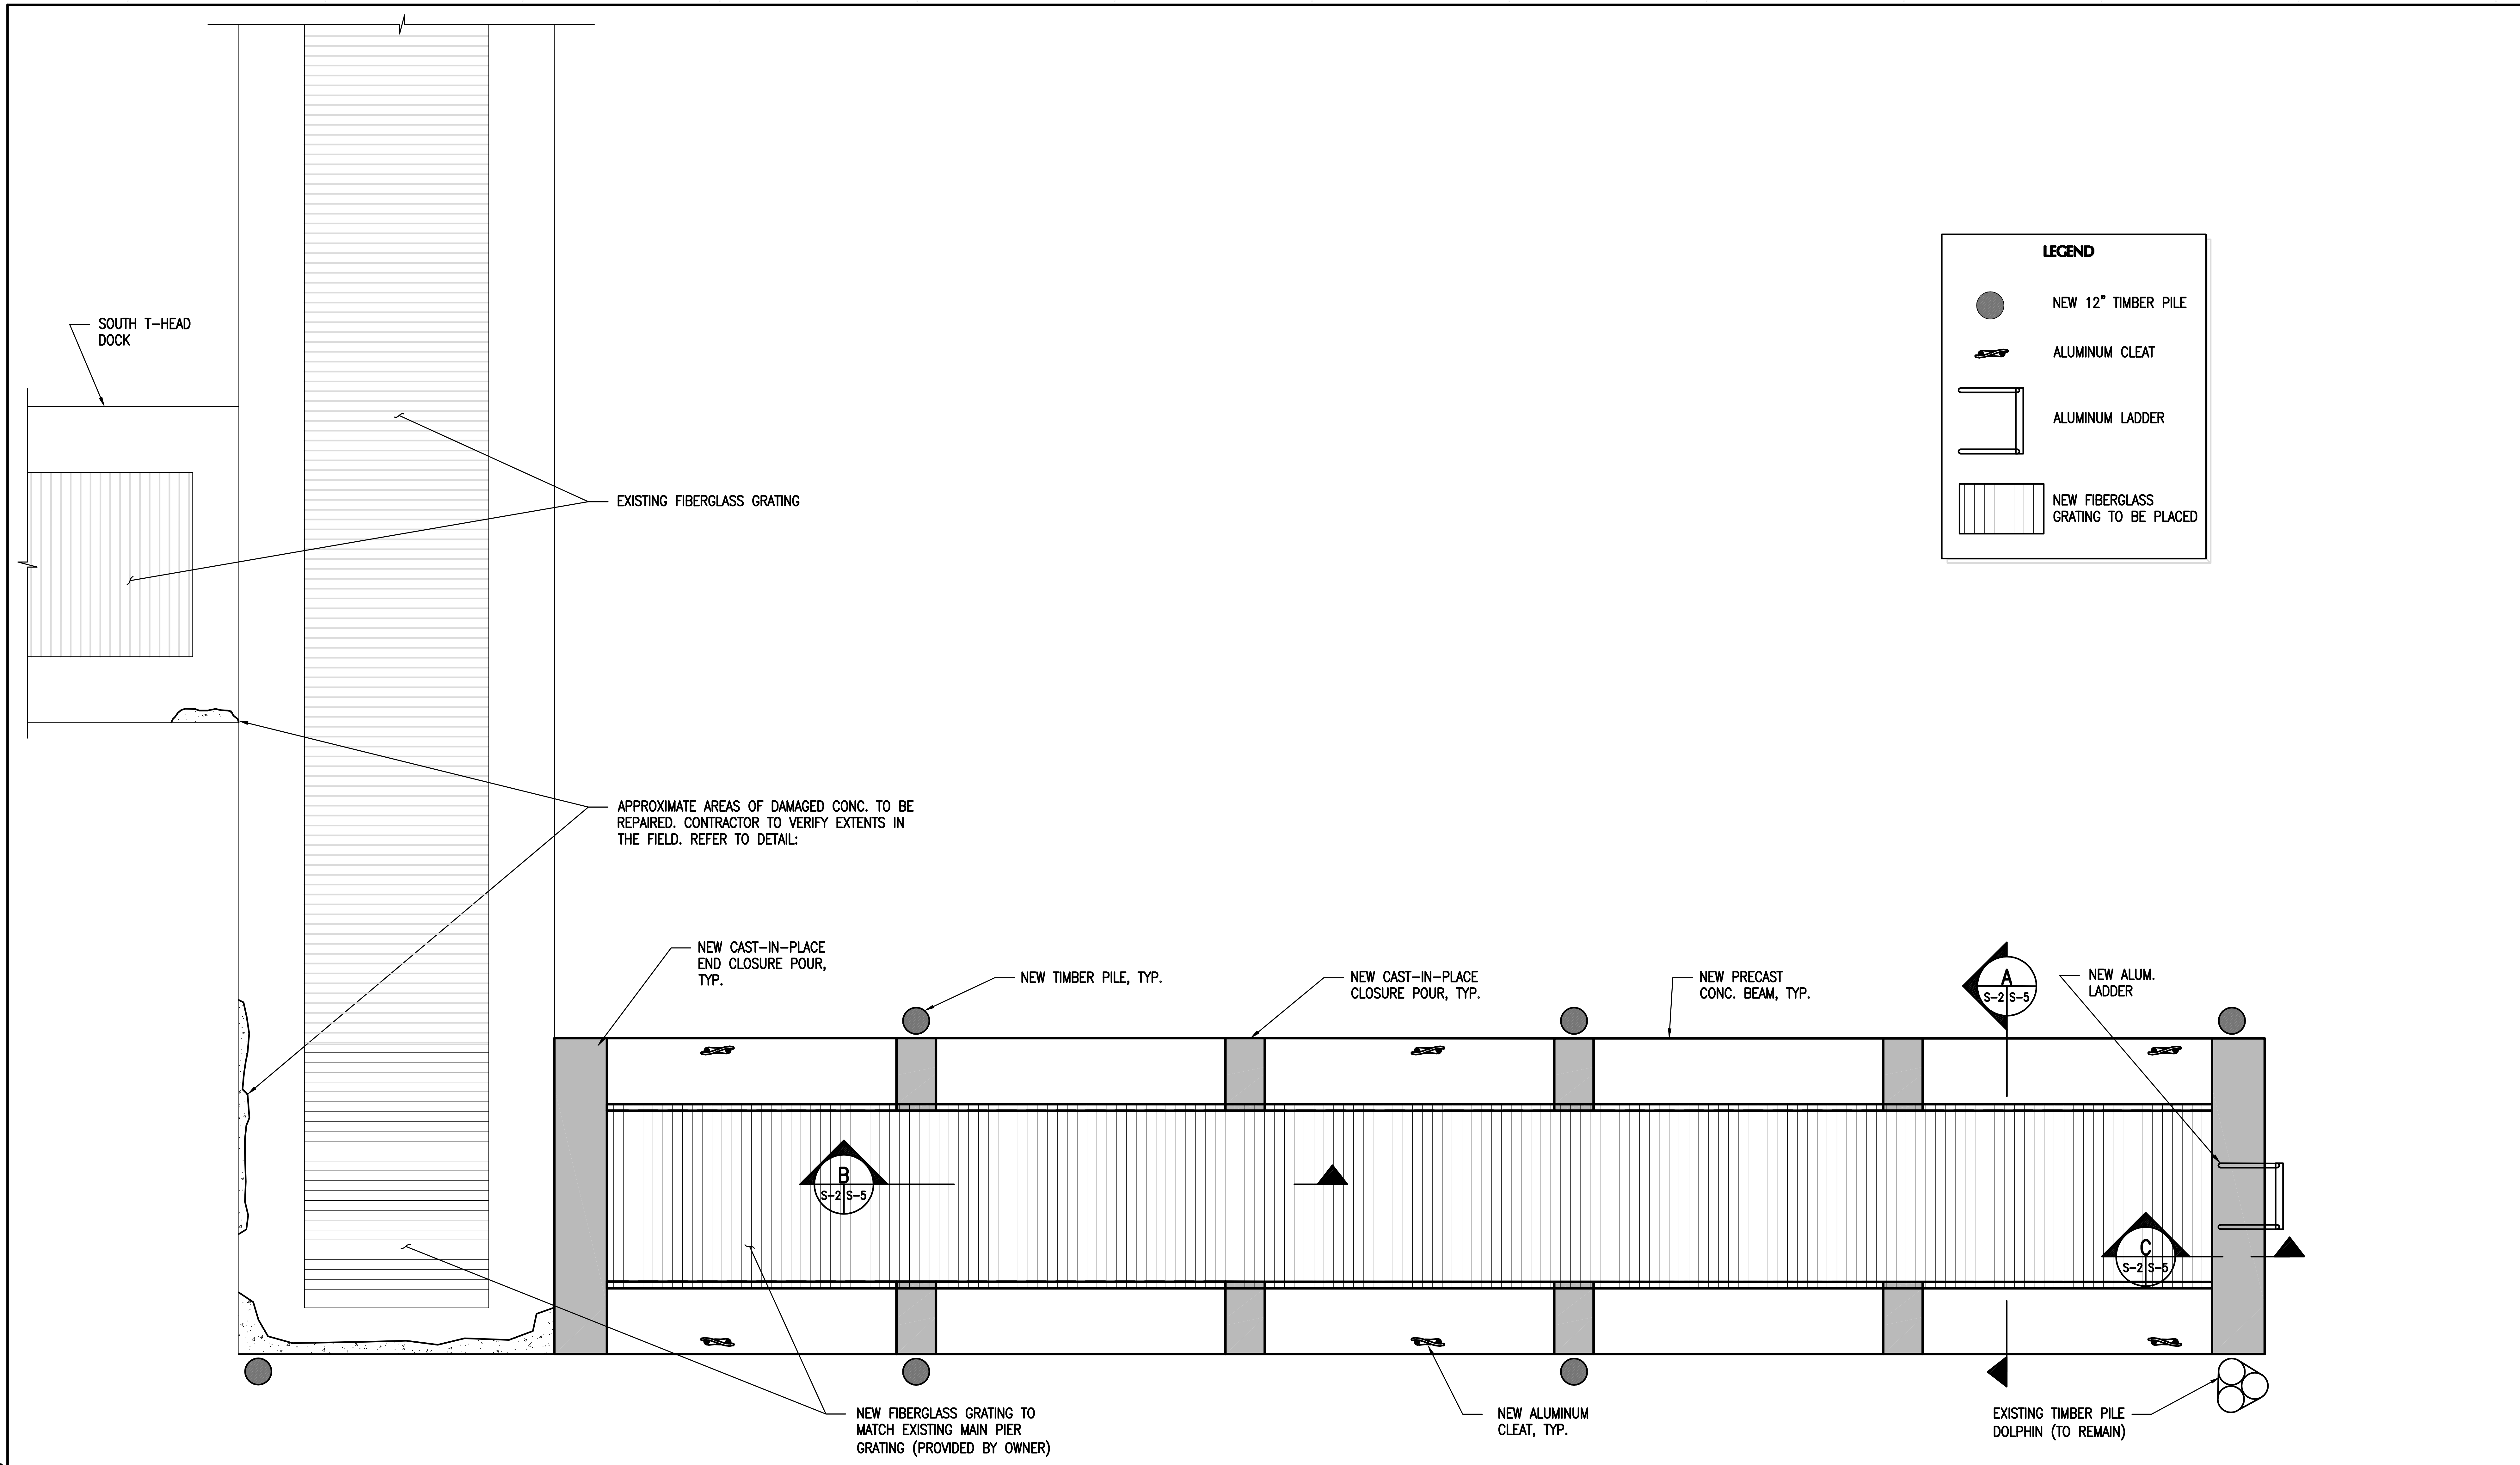 LEGEND
NEW 12" TIMBER PILE
ALUMINUM CLEAT
ALUMINUM LADDER
NEW FIBERGLASS
GRATING TO BE PLACED
SOUTH T-HEAD
DOCK
EXISTING FIBERGLASS GRATING
APPROXIMATE AREAS OF DAMAGED CONC. TO BE
REPAIRED. CONTRACTOR TO VERIFY EXTENTS IN
THE FIELD. REFER TO DETAIL:
NEW CAST-IN-PLACE
END CLOSURE POUR,
TYP.
NEW TIMBER PILE, TYP.
NEW CAST-IN-PLACE
CLOSURE POUR, TYP.
NEW PRECAST
CONC. BEAM, TYP.
A
S-2 S-5
NEW ALUM.
LADDER
B
S-2 S-5
C
S-2 S-5
NEW FIBERGLASS GRATING TO
MATCH EXISTING MAIN PIER
GRATING (PROVIDED BY OWNER)
NEW ALUMINUM
CLEAT, TYP.
EXISTING TIMBER PILE
DOLPHIN (TO REMAIN)